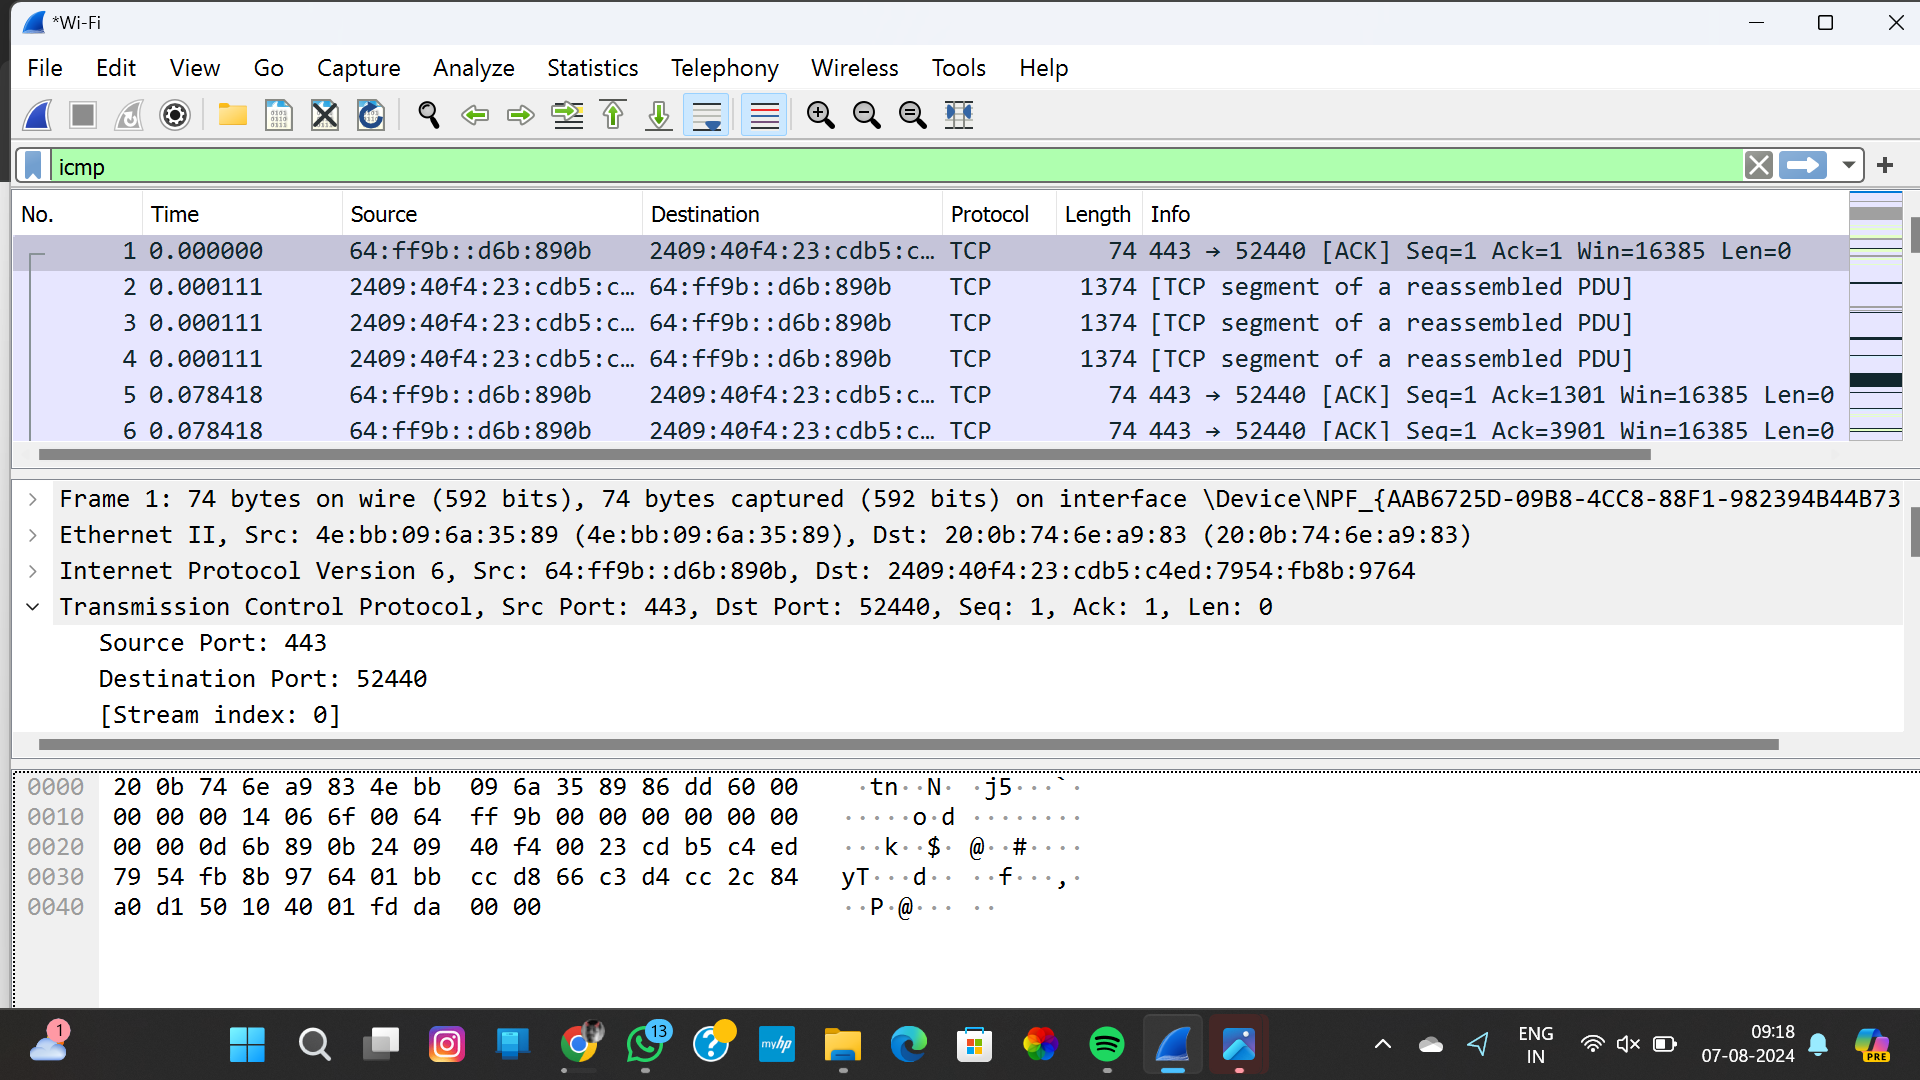 *Wi-Fi
File Edit View Go Capture Analyze Statistics Telephony Wireless Tools Help
icmp
No. Time Source Destination Protocol Length Info
1 0.000000 64:ff9b::d6b:890b 2409:40f4:23:cdb5:c… TCP 74 443 → 52440 [ACK] Seq=1 Ack=1 Win=16385 Len=0
2 0.000111 2409:40f4:23:cdb5:c… 64:ff9b::d6b:890b TCP 1374 [TCP segment of a reassembled PDU]
3 0.000111 2409:40f4:23:cdb5:c… 64:ff9b::d6b:890b TCP 1374 [TCP segment of a reassembled PDU]
4 0.000111 2409:40f4:23:cdb5:c… 64:ff9b::d6b:890b TCP 1374 [TCP segment of a reassembled PDU]
5 0.078418 64:ff9b::d6b:890b 2409:40f4:23:cdb5:c… TCP 74 443 → 52440 [ACK] Seq=1 Ack=1301 Win=16385 Len=0
6 0.078418 64:ff9b::d6b:890b 2409:40f4:23:cdb5:c… TCP 74 443 → 52440 [ACK] Seq=1 Ack=3901 Win=16385 Len=0
Frame 1: 74 bytes on wire (592 bits), 74 bytes captured (592 bits) on interface \Device\NPF_{AAB6725D-09B8-4CC8-88F1-982394B44B73
Ethernet II, Src: 4e:bb:09:6a:35:89 (4e:bb:09:6a:35:89), Dst: 20:0b:74:6e:a9:83 (20:0b:74:6e:a9:83)
Internet Protocol Version 6, Src: 64:ff9b::d6b:890b, Dst: 2409:40f4:23:cdb5:c4ed:7954:fb8b:9764
Transmission Control Protocol, Src Port: 443, Dst Port: 52440, Seq: 1, Ack: 1, Len: 0
Source Port: 443
Destination Port: 52440
[Stream index: 0]
0000 20 0b 74 6e a9 83 4e bb 09 6a 35 89 86 dd 60 00 ·tn··N· ·j5···`·
0010 00 00 00 14 06 6f 00 64 ff 9b 00 00 00 00 00 00 ·····o·d ········
0020 00 00 0d 6b 89 0b 24 09 40 f4 00 23 cd b5 c4 ed ···k··$· @··#····
0030 79 54 fb 8b 97 64 01 bb cc d8 66 c3 d4 cc 2c 84 yT···d·· ··f···,·
0040 a0 d1 50 10 40 01 fd da 00 00 ··P·@··· ··
1
13
myhp
ENG
IN
09:18
07-08-2024
PRE